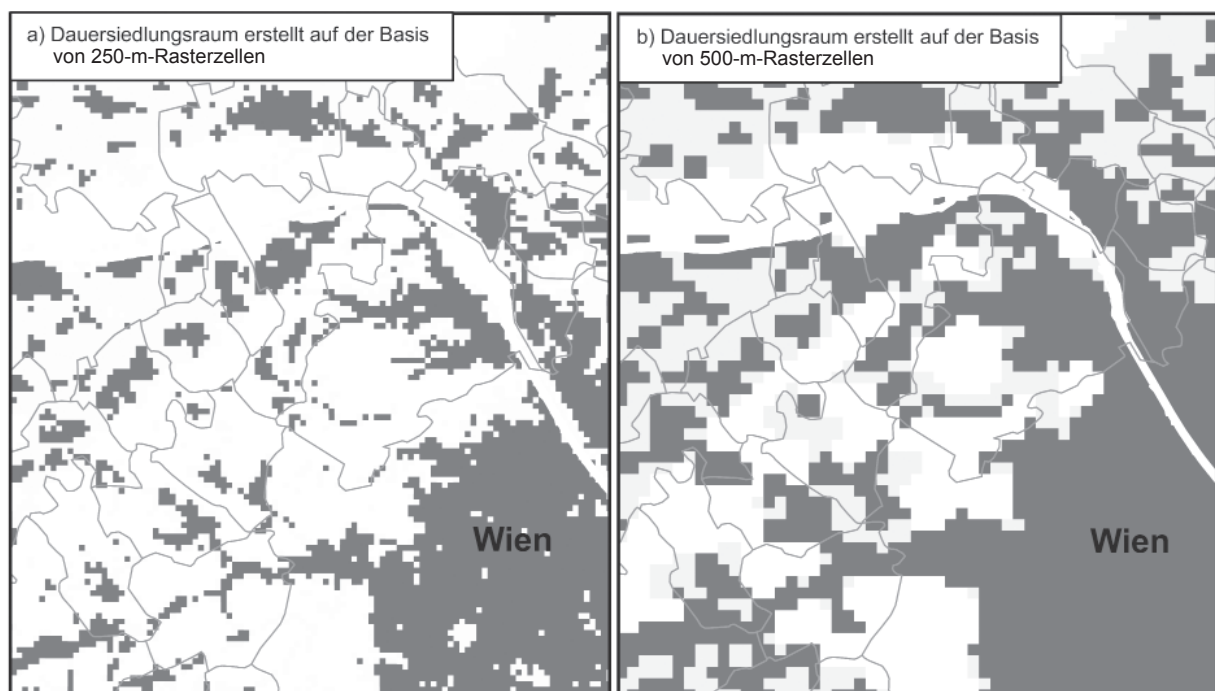 a) Dauersiedlungsraum erstellt auf der Basis
von 250-m-Rasterzellen
Wien
b) Dauersiedlungsraum erstellt auf der Basis
von 500-m-Rasterzellen
Wien